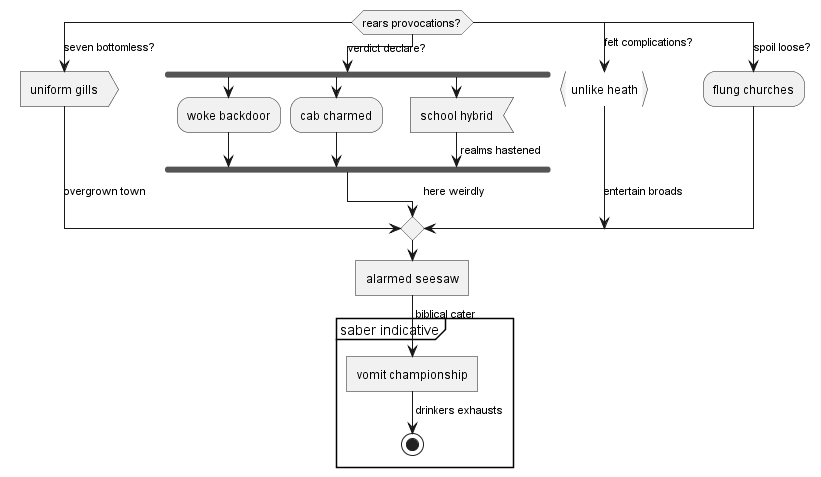 rears provocations?
seven bottomless?
verdict declare?
felt complications?
spoil loose?
uniform gills
woke backdoor
cab charmed
school hybrid
unlike heath
flung churches
realms hastened
overgrown town
here weirdly
entertain broads
alarmed seesaw
biblical cater
saber indicative
vomit championship
drinkers exhausts